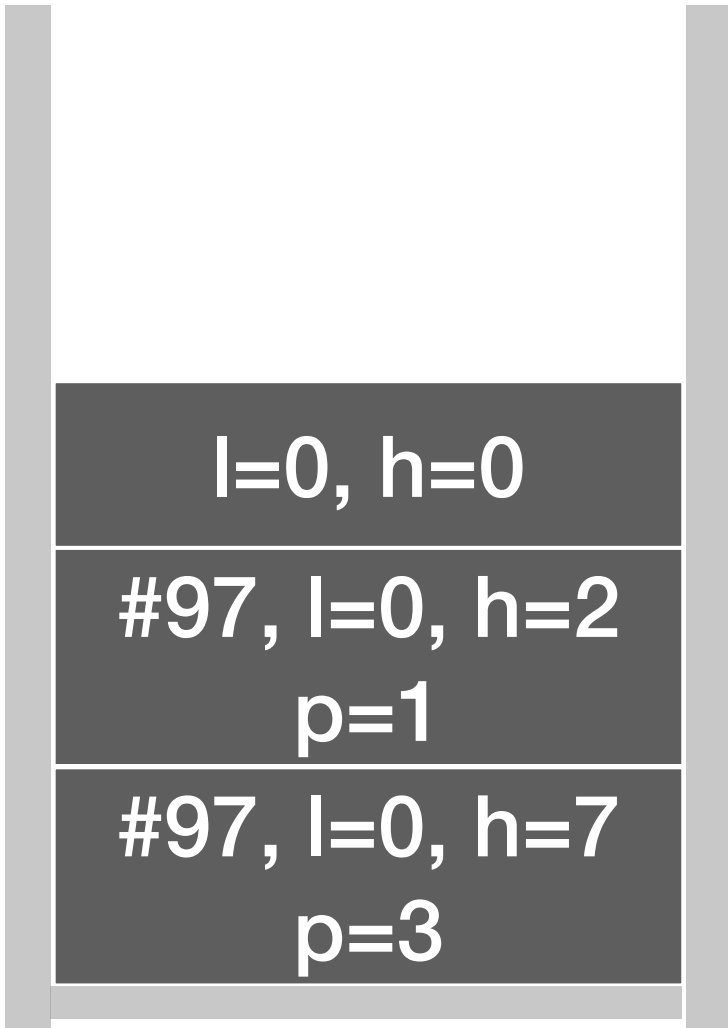 l=0, h=0
#97, l=0, h=2
p=1
#97, l=0, h=7
p=3